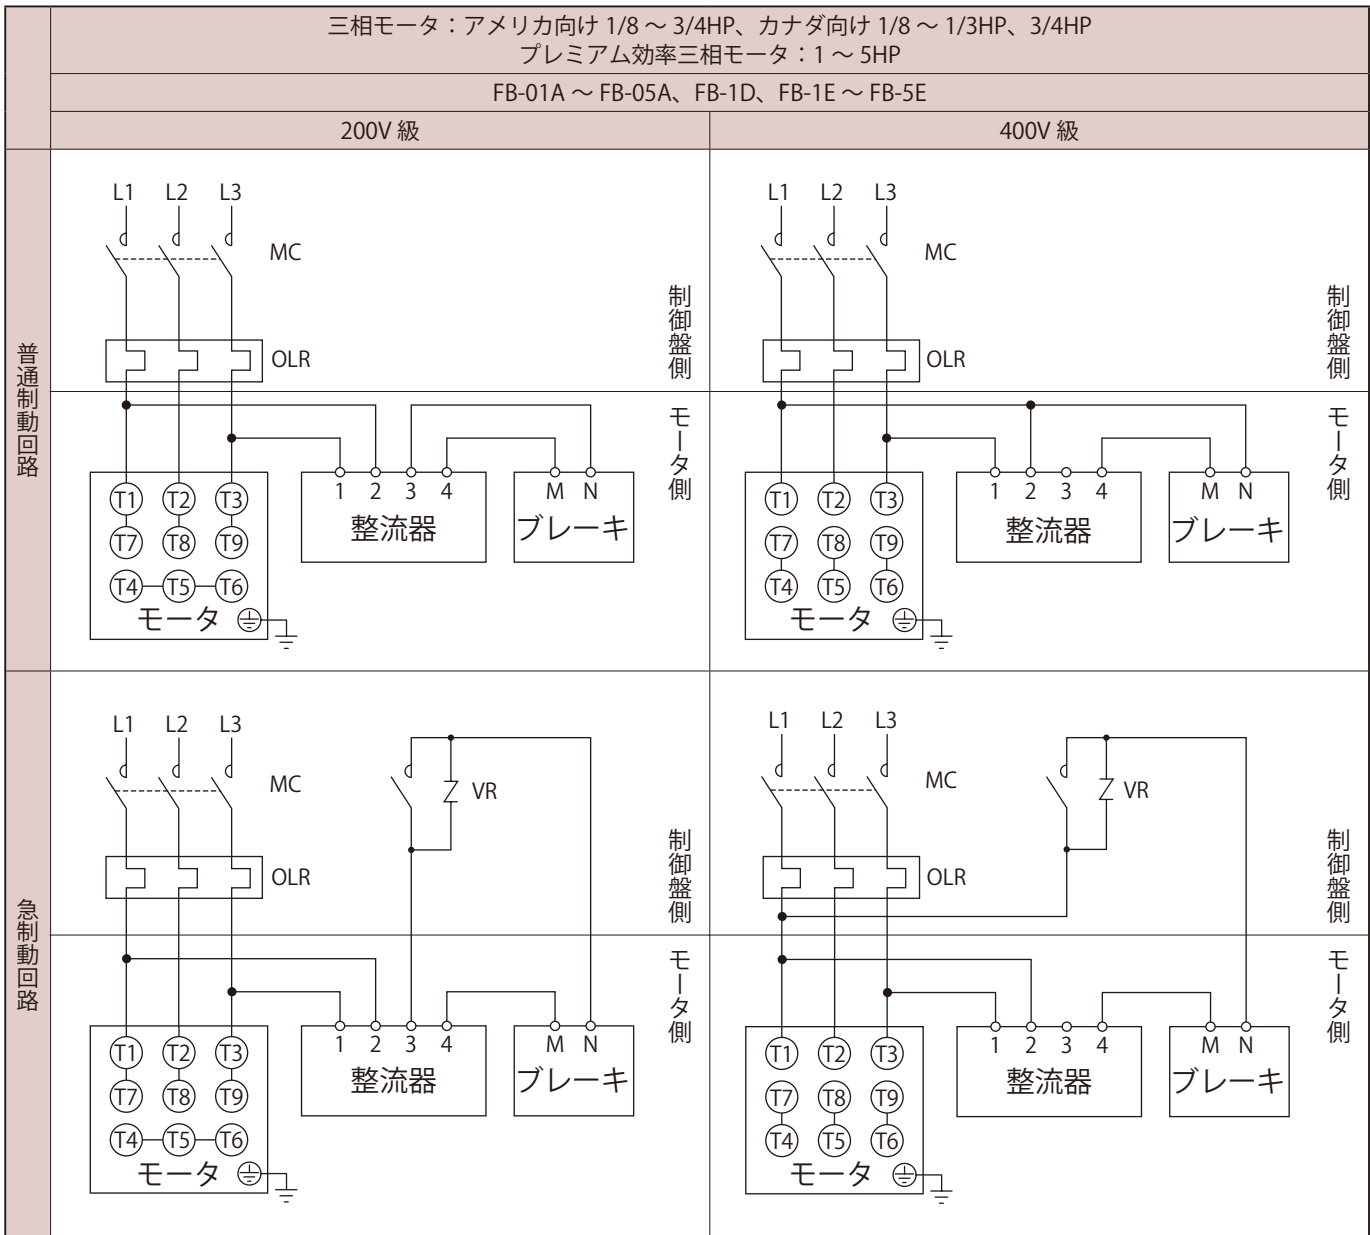 三相モータ：アメリカ向け 1/8 ～ 3/4HP、カナダ向け 1/8 ～ 1/3HP、3/4HP
プレミアム効率三相モータ：1 ～ 5HP
FB-01A ～ FB-05A、FB-1D、FB-1E ～ FB-5E
200V 級
400V 級
普通制動回路
L1 L2 L3
MC
OLR
制御盤側
モータ側
T1 T2 T3
T7 T8 T9
T4 T5 T6
モータ
1 2 3 4
整流器
M N
ブレーキ
L1 L2 L3
MC
OLR
制御盤側
モータ側
T1 T2 T3
T7 T8 T9
T4 T5 T6
モータ
1 2 3 4
整流器
M N
ブレーキ
急制動回路
L1 L2 L3
MC
VR
OLR
制御盤側
モータ側
T1 T2 T3
T7 T8 T9
T4 T5 T6
モータ
1 2 3 4
整流器
M N
ブレーキ
L1 L2 L3
MC
VR
OLR
制御盤側
モータ側
T1 T2 T3
T7 T8 T9
T4 T5 T6
モータ
1 2 3 4
整流器
M N
ブレーキ